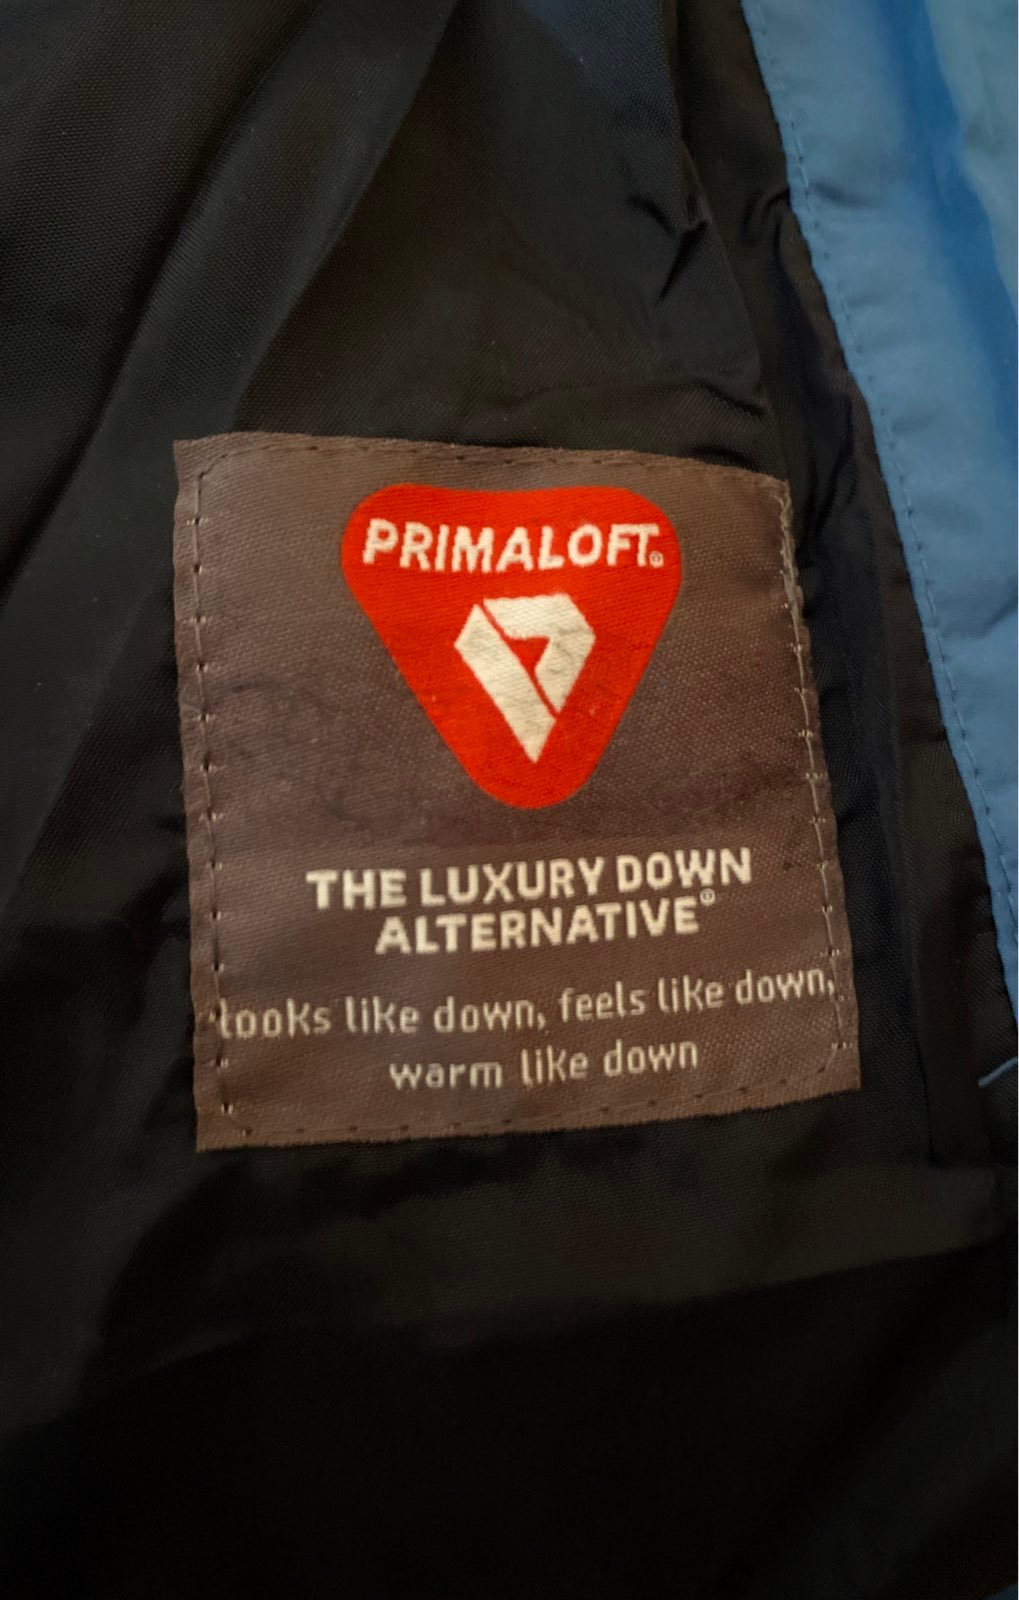 PRIMALOFT®
THE LUXURY DOWN
ALTERNATIVE®
looks like down, feels like down,
warm like down